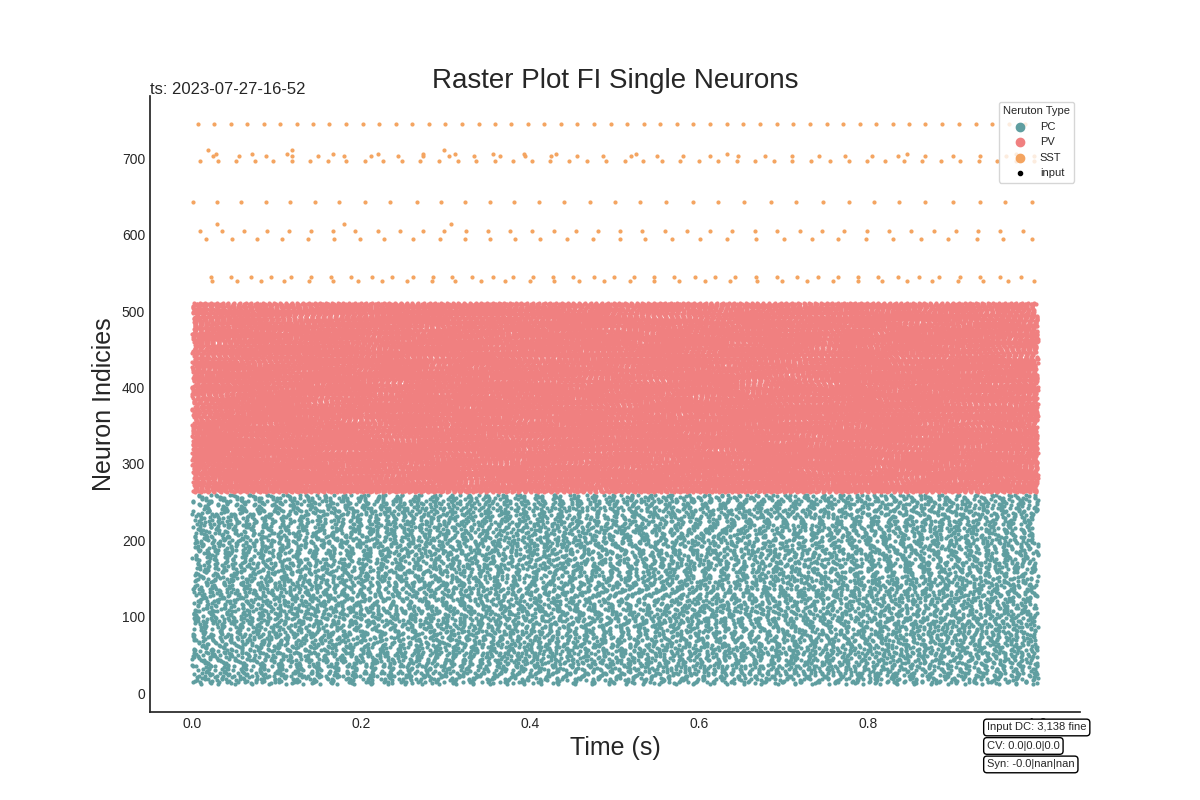 Raster Plot FI Single Neurons
ts: 2023-07-27-16-52
Neruton Type
PC
PV
SST
input
Neuron Indicies
700
600
500
400
300
200
100
0
0.0 0.2 0.4 0.6 0.8
Time (s)
Input DC: 3,138 fine
CV: 0.0|0.0|0.0
Syn: -0.0|nan|nan